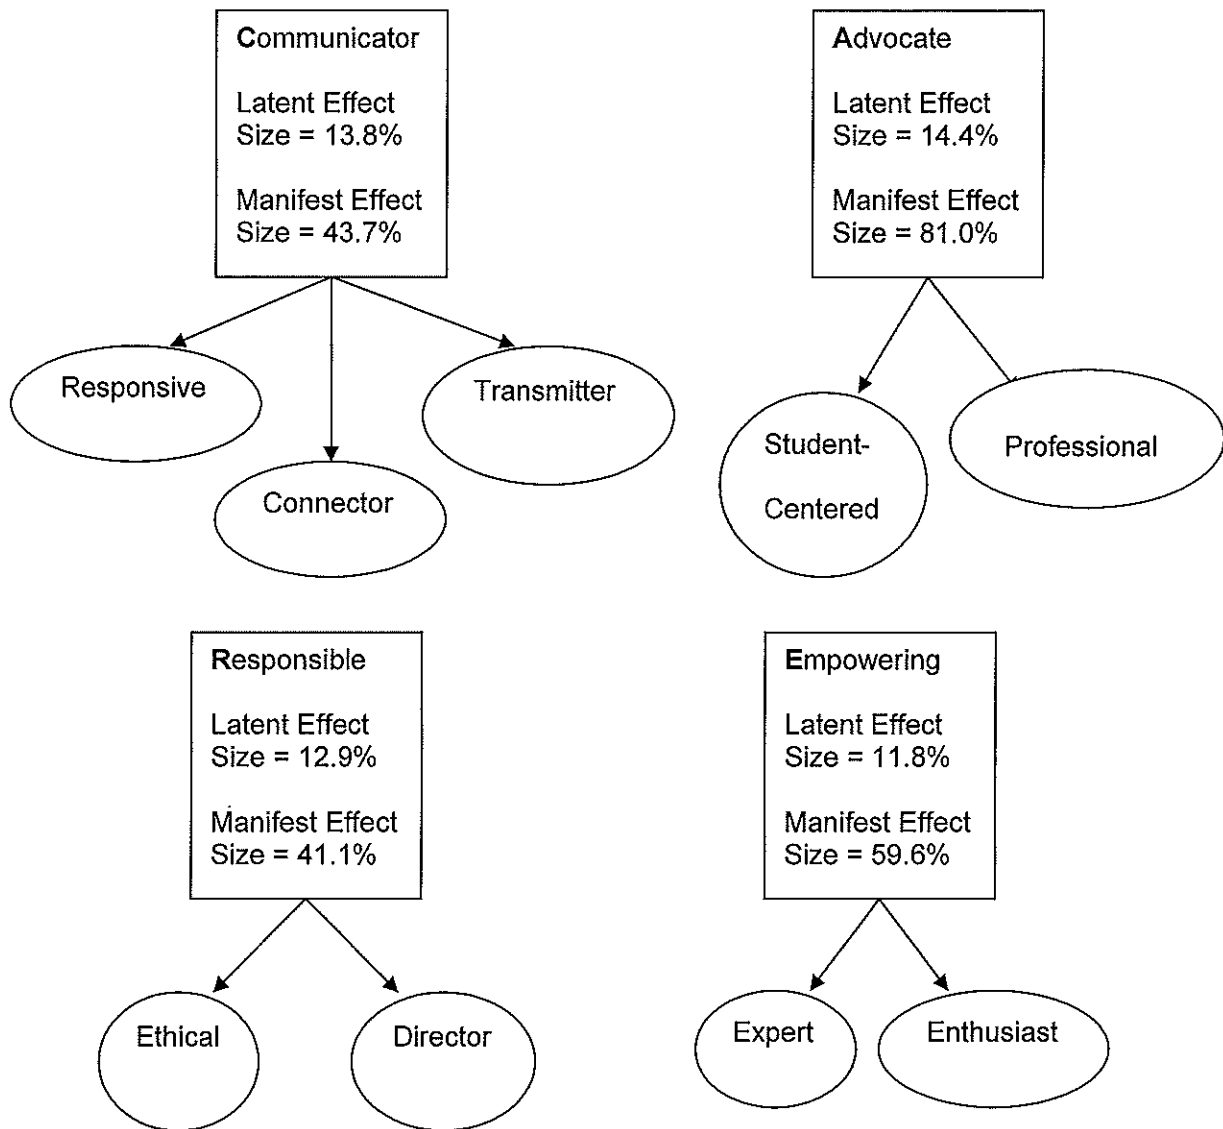 Communicator
Latent Effect
Size = 13.8%
Manifest Effect
Size = 43.7%
Responsive
Connector
Transmitter
Advocate
Latent Effect
Size = 14.4%
Manifest Effect
Size = 81.0%
Student-
Centered
Professional
Responsible
Latent Effect
Size = 12.9%
Manifest Effect
Size = 41.1%
Ethical
Director
Empowering
Latent Effect
Size = 11.8%
Manifest Effect
Size = 59.6%
Expert
Enthusiast